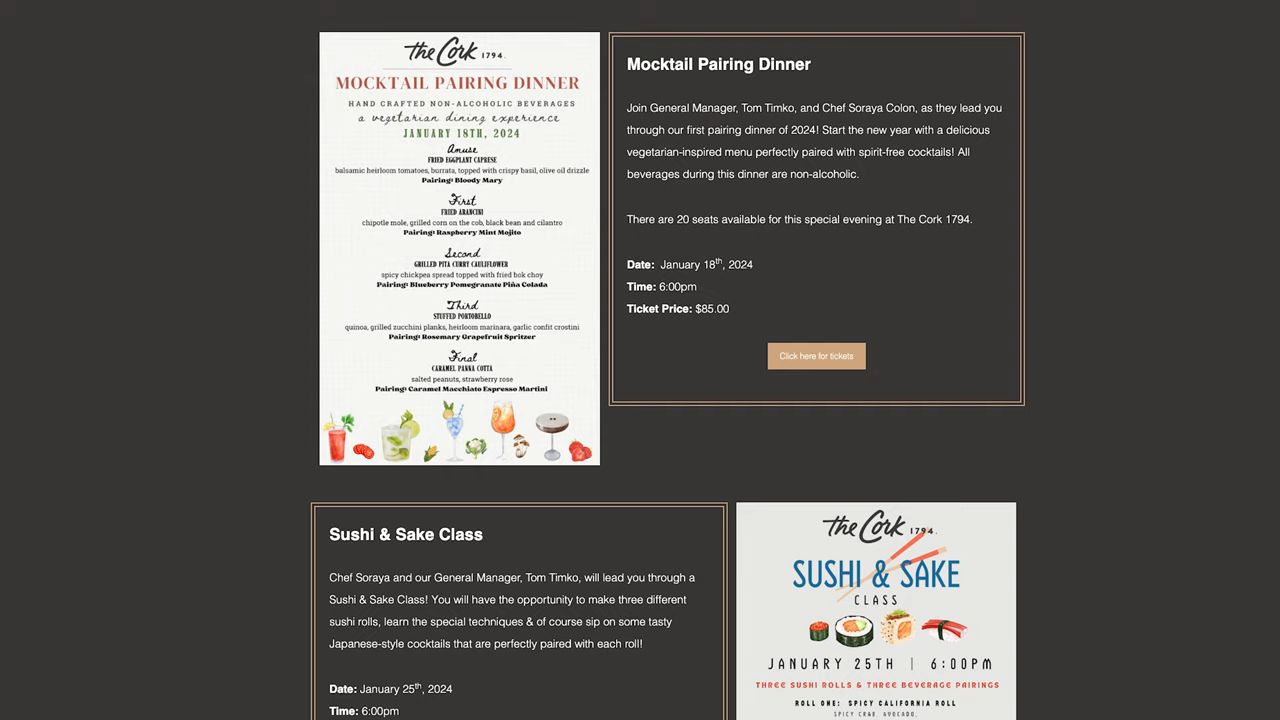 the Cork 1794.
MOCKTAIL PAIRING DINNER
HAND CRAFTED NON-ALCOHOLIC BEVERAGES
a vegetarian dining experience
JANUARY 18TH, 2024
Amuse
FRIED EGGPLANT CAPRESE
balsamic heirloom tomatoes, burrata, topped with crispy basil, olive oil drizzle
Pairing: Bloody Mary
First
FRIED ARANCINI
chipotle mole, grilled corn on the cob, black bean and cilantro
Pairing: Raspberry Mint Mojito
Second
GRILLED PITA CURRY CAULIFLOWER
spicy chickpea spread topped with fried bok choy
Pairing: Blueberry Pomegranate Piña Colada
Third
STUFFED PORTOBELLO
quinoa, grilled zucchini planks, heirloom marinara, garlic confit crostini
Pairing: Rosemary Grapefruit Spritzer
Final
CARAMEL PANNA COTTA
salted peanuts, strawberry rose
Pairing: Caramel Macchiato Espresso Martini
Mocktail Pairing Dinner
Join General Manager, Tom Timko, and Chef Soraya Colon, as they lead you
through our first pairing dinner of 2024! Start the new year with a delicious
vegetarian-inspired menu perfectly paired with spirit-free cocktails! All
beverages during this dinner are non-alcoholic.
There are 20 seats available for this special evening at The Cork 1794.
Date: January 18th, 2024
Time: 6:00pm
Ticket Price: $85.00
Click here for tickets
Sushi & Sake Class
Chef Soraya and our General Manager, Tom Timko, will lead you through a
Sushi & Sake Class! You will have the opportunity to make three different
sushi rolls, learn the special techniques & of course sip on some tasty
Japanese-style cocktails that are perfectly paired with each roll!
Date: January 25th, 2024
Time: 6:00pm
the Cork 1794.
SUSHI & SAKE
CLASS
JANUARY 25TH | 6:00PM
THREE SUSHI ROLLS & THREE BEVERAGE PAIRINGS
ROLL ONE: SPICY CALIFORNIA ROLL
SPICY CRAB, AVOCADO,